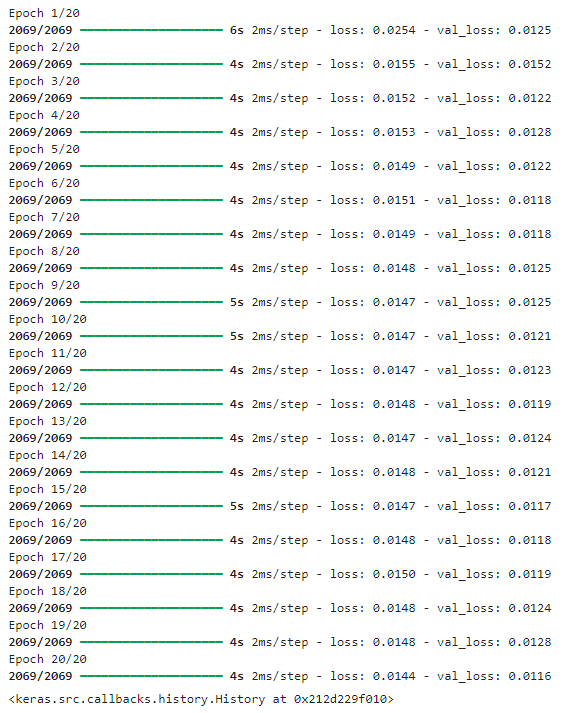 Epoch 1/20
2069/2069 ━━━━━━━━━━━━━━━━━━━━ 6s 2ms/step - loss: 0.0254 - val_loss: 0.0125
Epoch 2/20
2069/2069 ━━━━━━━━━━━━━━━━━━━━ 4s 2ms/step - loss: 0.0155 - val_loss: 0.0152
Epoch 3/20
2069/2069 ━━━━━━━━━━━━━━━━━━━━ 4s 2ms/step - loss: 0.0152 - val_loss: 0.0122
Epoch 4/20
2069/2069 ━━━━━━━━━━━━━━━━━━━━ 4s 2ms/step - loss: 0.0153 - val_loss: 0.0128
Epoch 5/20
2069/2069 ━━━━━━━━━━━━━━━━━━━━ 4s 2ms/step - loss: 0.0149 - val_loss: 0.0122
Epoch 6/20
2069/2069 ━━━━━━━━━━━━━━━━━━━━ 4s 2ms/step - loss: 0.0151 - val_loss: 0.0118
Epoch 7/20
2069/2069 ━━━━━━━━━━━━━━━━━━━━ 4s 2ms/step - loss: 0.0149 - val_loss: 0.0118
Epoch 8/20
2069/2069 ━━━━━━━━━━━━━━━━━━━━ 4s 2ms/step - loss: 0.0148 - val_loss: 0.0125
Epoch 9/20
2069/2069 ━━━━━━━━━━━━━━━━━━━━ 5s 2ms/step - loss: 0.0147 - val_loss: 0.0125
Epoch 10/20
2069/2069 ━━━━━━━━━━━━━━━━━━━━ 5s 2ms/step - loss: 0.0147 - val_loss: 0.0121
Epoch 11/20
2069/2069 ━━━━━━━━━━━━━━━━━━━━ 4s 2ms/step - loss: 0.0147 - val_loss: 0.0123
Epoch 12/20
2069/2069 ━━━━━━━━━━━━━━━━━━━━ 4s 2ms/step - loss: 0.0148 - val_loss: 0.0119
Epoch 13/20
2069/2069 ━━━━━━━━━━━━━━━━━━━━ 4s 2ms/step - loss: 0.0147 - val_loss: 0.0124
Epoch 14/20
2069/2069 ━━━━━━━━━━━━━━━━━━━━ 4s 2ms/step - loss: 0.0148 - val_loss: 0.0121
Epoch 15/20
2069/2069 ━━━━━━━━━━━━━━━━━━━━ 5s 2ms/step - loss: 0.0147 - val_loss: 0.0117
Epoch 16/20
2069/2069 ━━━━━━━━━━━━━━━━━━━━ 4s 2ms/step - loss: 0.0148 - val_loss: 0.0118
Epoch 17/20
2069/2069 ━━━━━━━━━━━━━━━━━━━━ 4s 2ms/step - loss: 0.0150 - val_loss: 0.0119
Epoch 18/20
2069/2069 ━━━━━━━━━━━━━━━━━━━━ 4s 2ms/step - loss: 0.0148 - val_loss: 0.0124
Epoch 19/20
2069/2069 ━━━━━━━━━━━━━━━━━━━━ 4s 2ms/step - loss: 0.0148 - val_loss: 0.0128
Epoch 20/20
2069/2069 ━━━━━━━━━━━━━━━━━━━━ 4s 2ms/step - loss: 0.0144 - val_loss: 0.0116
<keras.src.callbacks.history.History at 0x212d229f010>